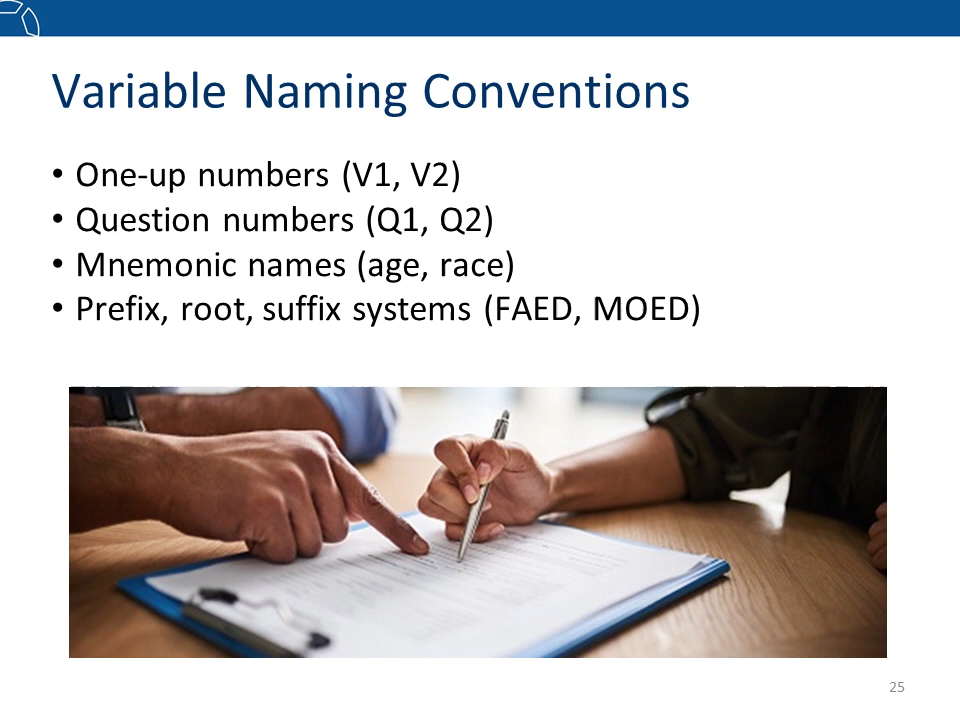 Variable Naming Conventions
• One-up numbers (V1, V2)
• Question numbers (Q1, Q2)
• Mnemonic names (age, race)
• Prefix, root, suffix systems (FAED, MOED)
25